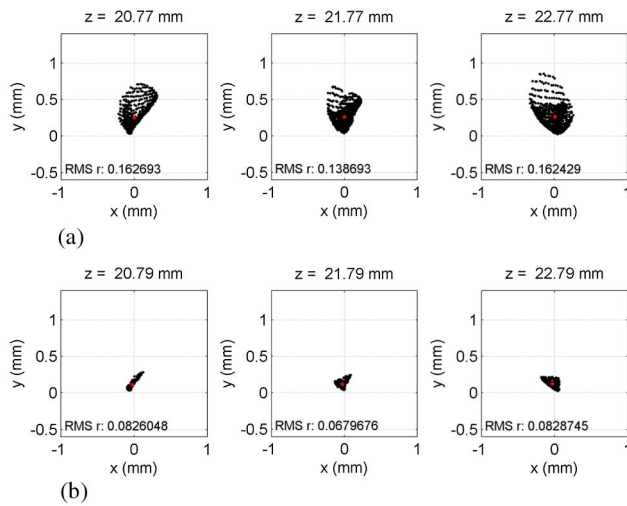 z = 20.77 mm
z = 21.77 mm
z = 22.77 mm
y (mm)
1
0.5
0
-0.5
RMS r: 0.162693
-1
0
1
x (mm)
y (mm)
1
0.5
0
-0.5
RMS r: 0.138693
-1
0
1
x (mm)
y (mm)
1
0.5
0
-0.5
RMS r: 0.162429
-1
0
1
x (mm)
(a)
z = 20.79 mm
z = 21.79 mm
z = 22.79 mm
y (mm)
1
0.5
0
-0.5
RMS r: 0.0826048
-1
0
1
x (mm)
y (mm)
1
0.5
0
-0.5
RMS r: 0.0679676
-1
0
1
x (mm)
y (mm)
1
0.5
0
-0.5
RMS r: 0.0828745
-1
0
1
x (mm)
(b)